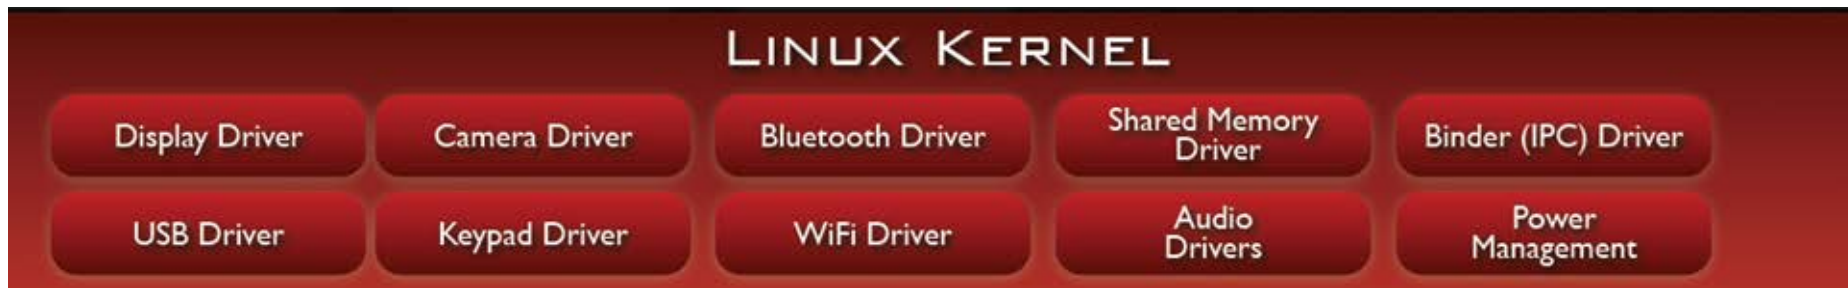 LINUX KERNEL
Display Driver
Camera Driver
Bluetooth Driver
Shared Memory
Driver
Binder (IPC) Driver
USB Driver
Keypad Driver
WiFi Driver
Audio
Drivers
Power
Management